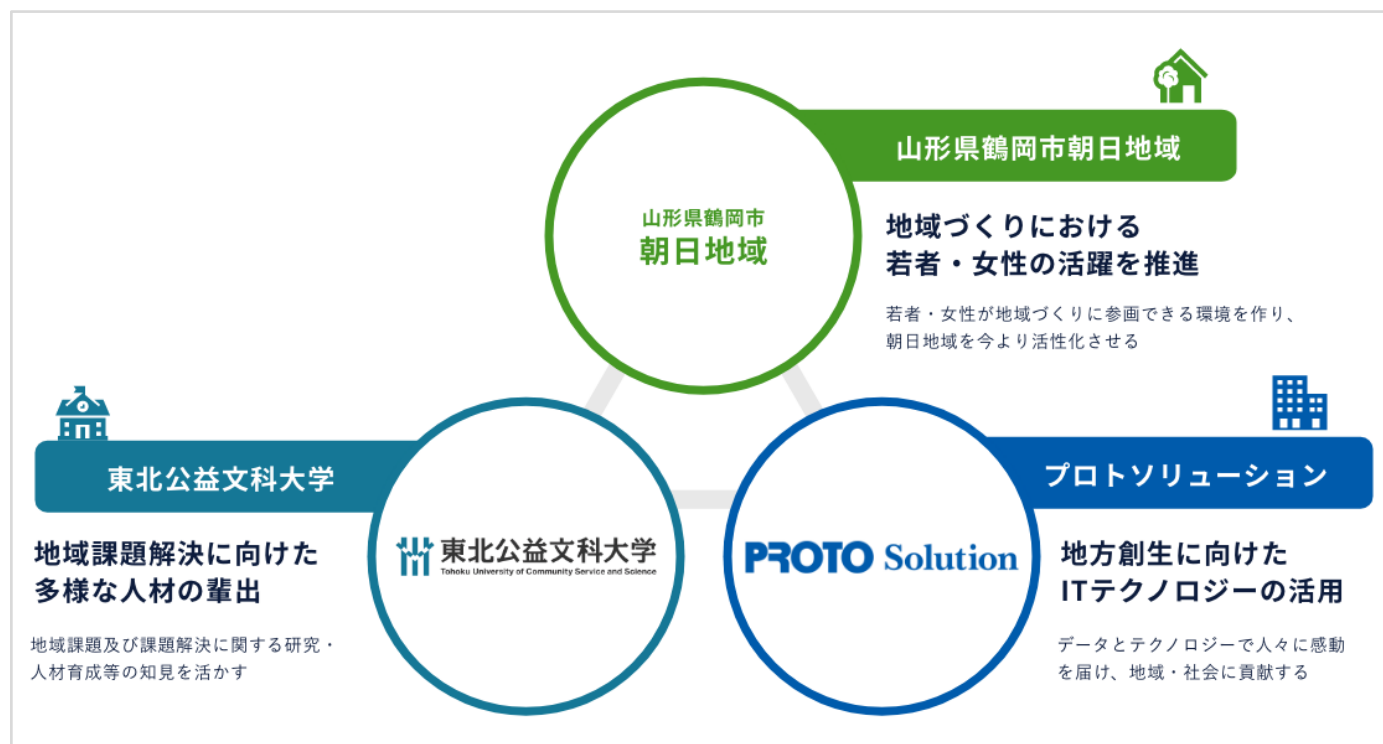 山形県鶴岡市朝日地域
山形県鶴岡市
朝日地域
地域づくりにおける
若者・女性の活躍を推進
若者・女性が地域づくりに参画できる環境を作り、
朝日地域を今より活性化させる
東北公益文科大学
地域課題解決に向けた
多様な人材の輩出
地域課題及び課題解決に関する研究・
人材育成等の知見を活かす
東北公益文科大学
Tohoku University of Community Service and Science
プロトソリューション
PROTO Solution
地方創生に向けた
ITテクノロジーの活用
データとテクノロジーで人々に感動
を届け、地域・社会に貢献する